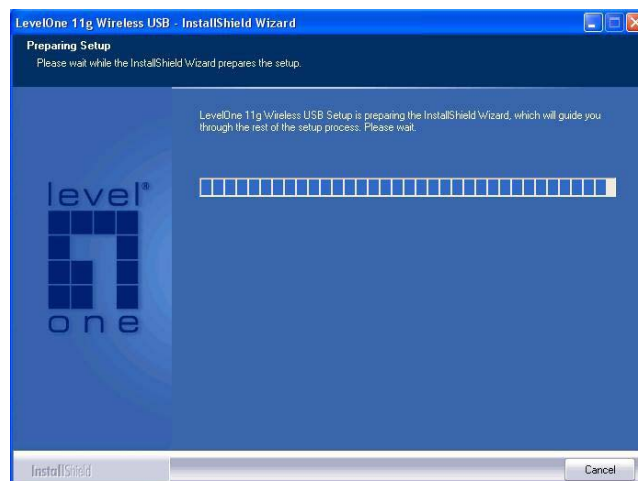 LevelOne 11g Wireless USB - InstallShield Wizard
Preparing Setup
Please wait while the InstallShield Wizard prepares the setup.
LevelOne 11g Wireless USB Setup is preparing the InstallShield Wizard, which will guide you
through the rest of the setup process. Please wait.
level®
one
InstallShield
Cancel